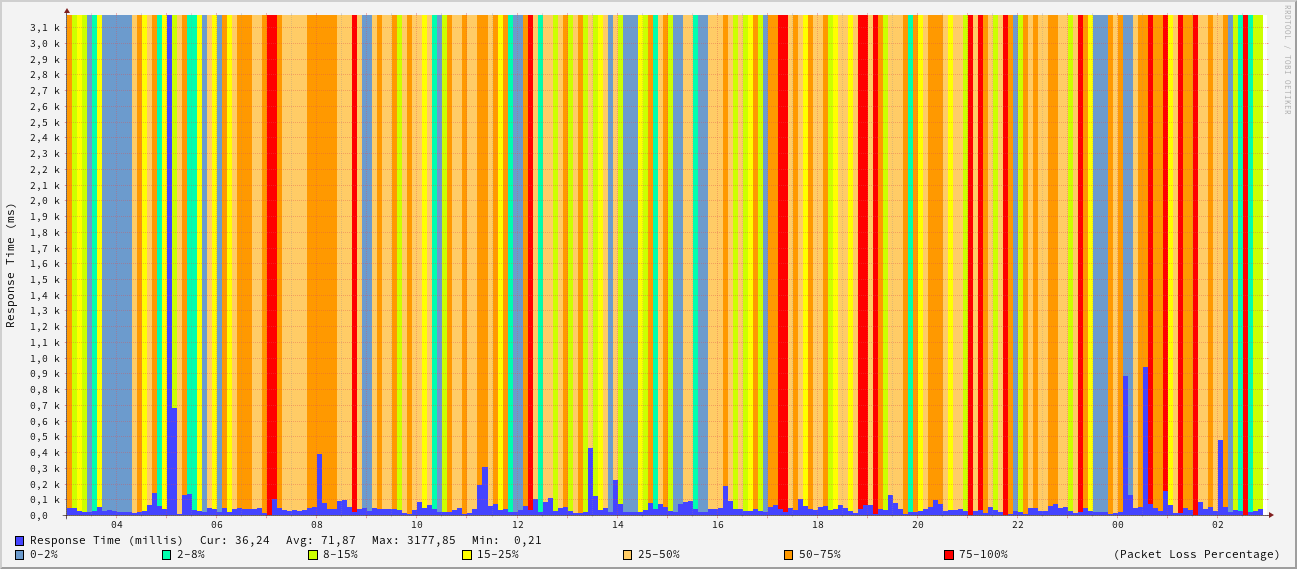 RRDTOOL / TOBI OETIKER
Response Time (ms)
3,1 k
3,0 k
2,9 k
2,8 k
2,7 k
2,6 k
2,5 k
2,4 k
2,3 k
2,2 k
2,1 k
2,0 k
1,9 k
1,8 k
1,7 k
1,6 k
1,5 k
1,4 k
1,3 k
1,2 k
1,1 k
1,0 k
0,9 k
0,8 k
0,7 k
0,6 k
0,5 k
0,4 k
0,3 k
0,2 k
0,1 k
0,0
04 06 08 10 12 14 16 18 20 22 00 02
Response Time (millis) Cur: 36,24 Avg: 71,87 Max: 3177,85 Min: 0,21
0-2% 2-8% 8-15% 15-25% 25-50% 50-75% 75-100% (Packet Loss Percentage)